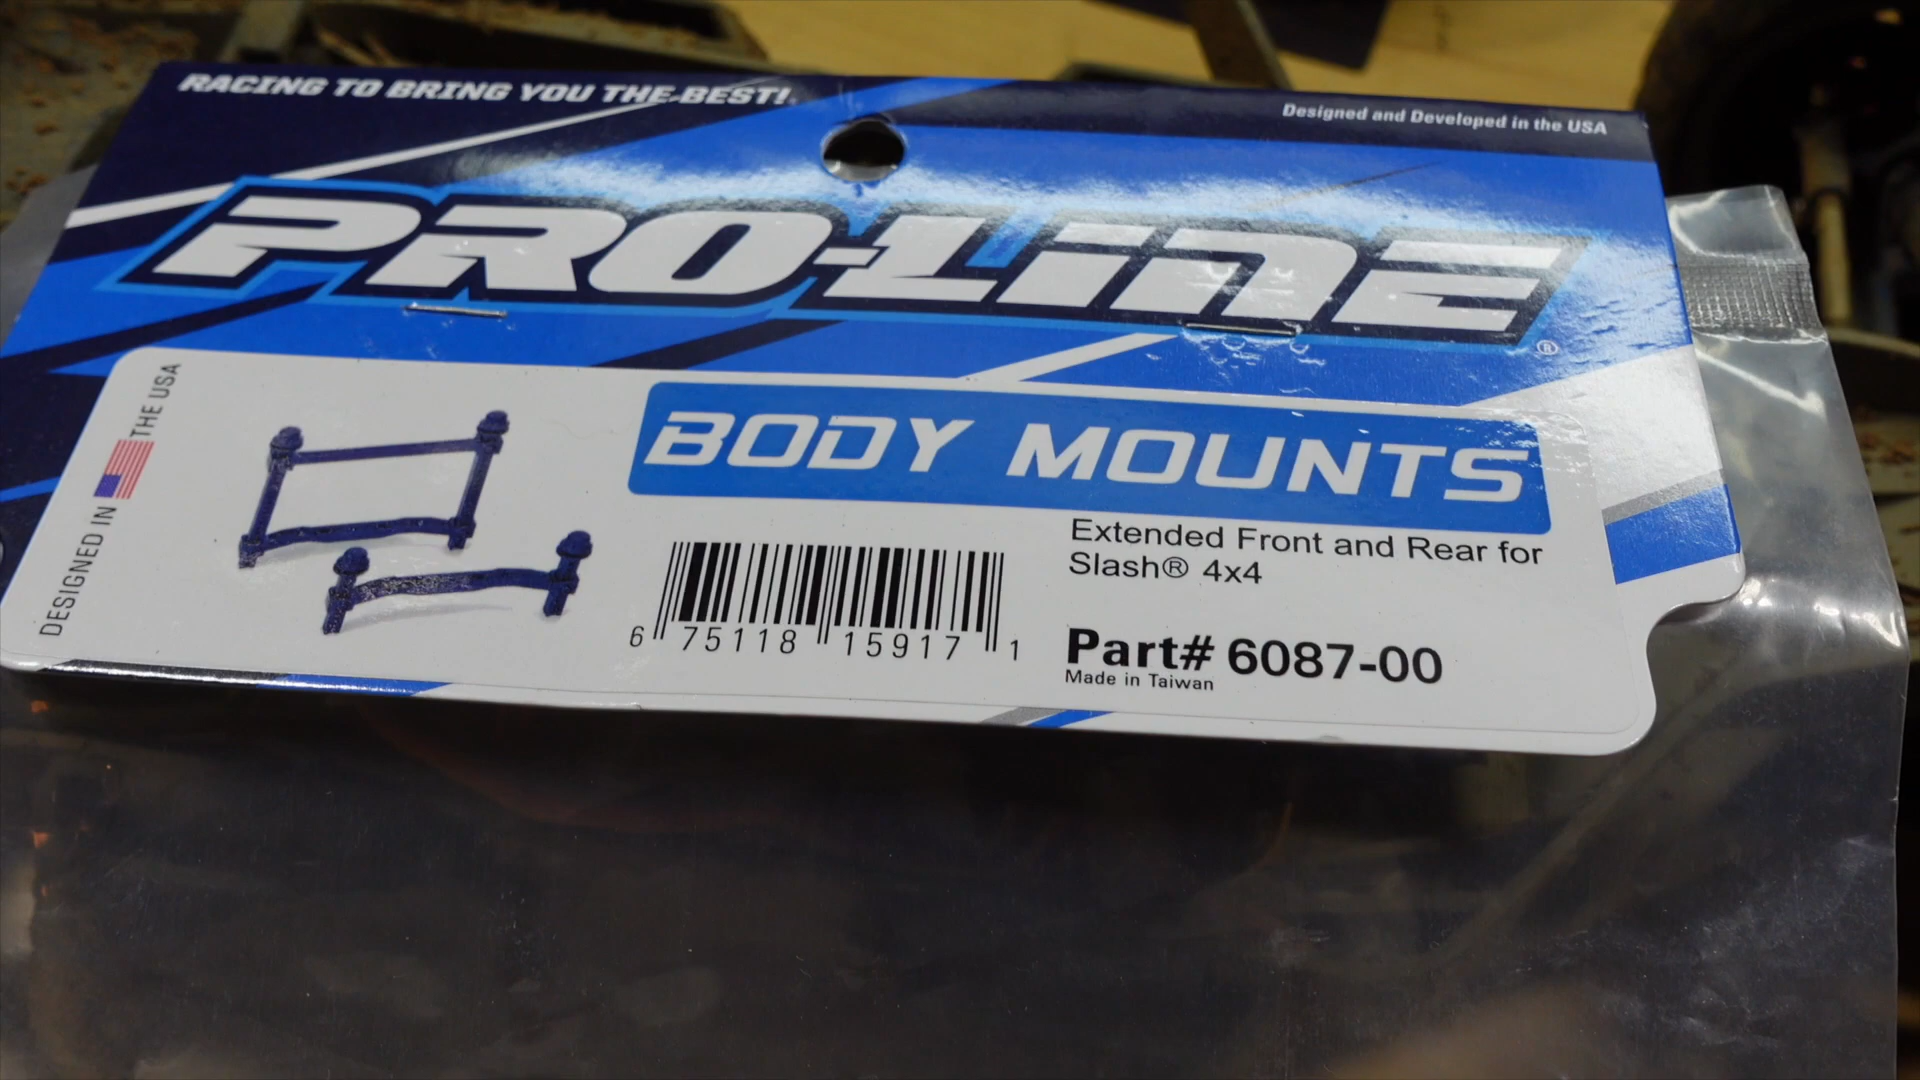 RACING TO BRING YOU THE BEST!
Designed and Developed in the USA
PRO-LINE®
DESIGNED IN THE USA
BODY MOUNTS
Extended Front and Rear for
Slash® 4x4
6 75118 15917 1
Part# 6087-00
Made in Taiwan